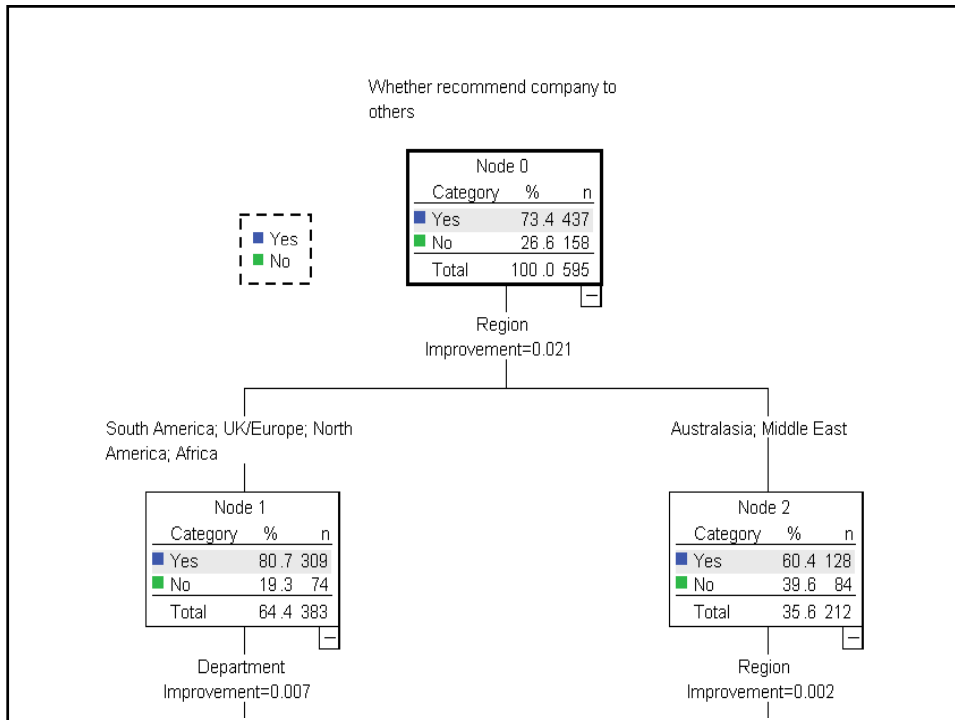 Whether recommend company to
others
Node 0
Category % n
Yes 73.4 437
No 26.6 158
Total 100.0 595
Yes
No
Region
Improvement=0.021
South America; UK/Europe; North
America; Africa
Australasia; Middle East
Node 1
Category % n
Yes 80.7 309
No 19.3 74
Total 64.4 383
Node 2
Category % n
Yes 60.4 128
No 39.6 84
Total 35.6 212
Department
Improvement=0.007
Region
Improvement=0.002